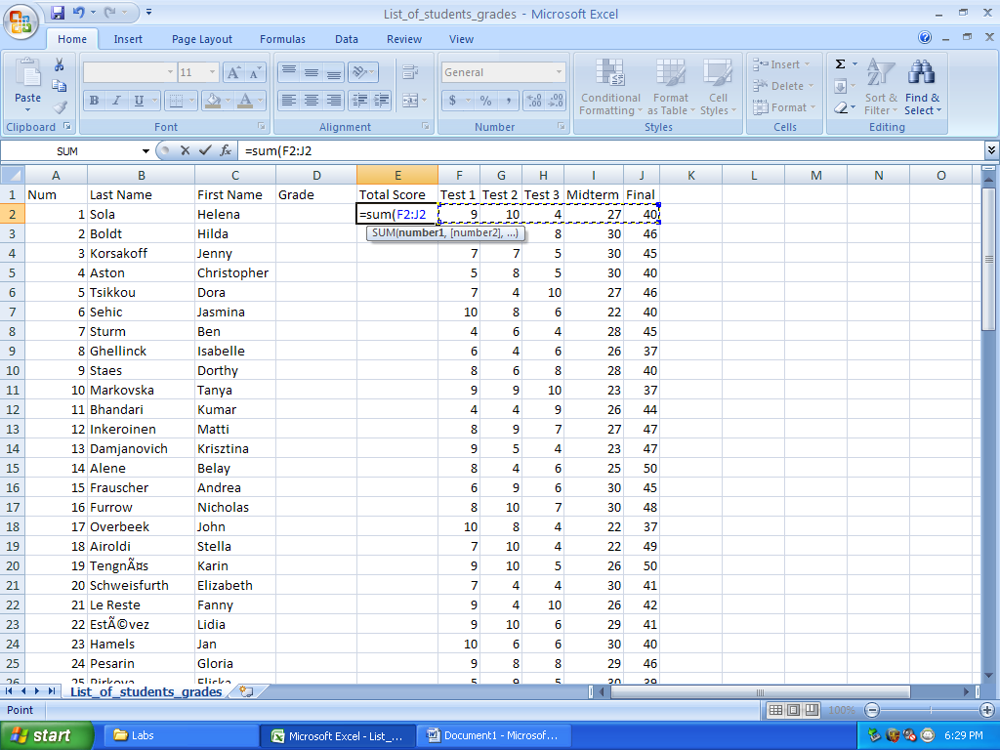 List_of_students_grades - Microsoft Excel
Home Insert Page Layout Formulas Data Review View
Paste
11
General
Conditional Formatting
Format as Table
Cell Styles
Insert
Delete
Format
Sort & Filter
Find & Select
Clipboard Font Alignment Number Styles Cells Editing
SUM =sum(F2:J2
A B C D E F G H I J K L M N O
1 Num Last Name First Name Grade Total Score Test 1 Test 2 Test 3 Midterm Final
2 1 Sola Helena =sum(F2:J2 9 10 4 27 40
SUM(number1, [number2], ...)
3 2 Boldt Hilda 8 30 46
4 3 Korsakoff Jenny 7 7 5 30 45
5 4 Aston Christopher 5 8 5 30 40
6 5 Tsikkou Dora 7 4 10 27 46
7 6 Sehic Jasmina 10 8 6 22 40
8 7 Sturm Ben 4 6 4 28 45
9 8 Ghellinck Isabelle 6 4 6 26 37
10 9 Staes Dorthy 8 6 8 28 40
11 10 Markovska Tanya 9 9 10 23 37
12 11 Bhandari Kumar 4 4 9 26 44
13 12 Inkeroinen Matti 8 9 7 27 47
14 13 Damjanovich Krisztina 9 5 4 23 47
15 14 Alene Belay 8 4 6 25 50
16 15 Frauscher Andrea 6 9 6 30 45
17 16 Furrow Nicholas 8 10 7 30 48
18 17 Overbeek John 10 8 4 22 37
19 18 Airoldi Stella 7 10 4 22 49
20 19 TengnÃ¤s Karin 9 10 5 26 50
21 20 Schweisfurth Elizabeth 7 4 4 30 41
22 21 Le Reste Fanny 9 4 10 26 42
23 22 EstÃ©vez Lidia 9 10 6 29 41
24 23 Hamels Jan 10 6 6 30 40
25 24 Pesarin Gloria 9 8 8 29 46
26 25 Pirkova Eliska 5 9 5 30 39
List_of_students_grades
Point 100%
start Labs Microsoft Excel - List_... Document1 - Microsof... 6:29 PM